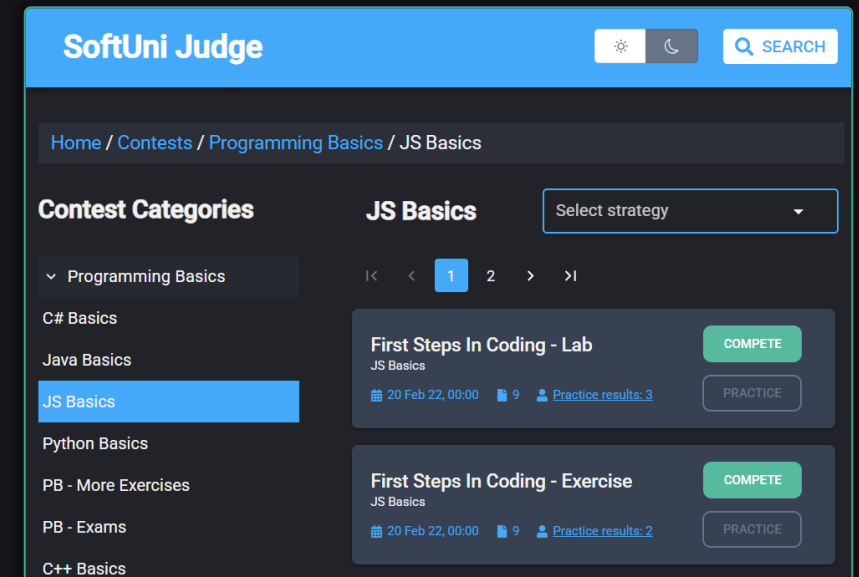 SoftUni Judge
SEARCH
Home / Contests / Programming Basics / JS Basics
Contest Categories
Programming Basics
C# Basics
Java Basics
JS Basics
Python Basics
PB - More Exercises
PB - Exams
C++ Basics
JS Basics
Select strategy
1 2
First Steps In Coding - Lab
JS Basics
20 Feb 22, 00:00 9 Practice results: 3
COMPETE
PRACTICE
First Steps In Coding - Exercise
JS Basics
20 Feb 22, 00:00 9 Practice results: 2
COMPETE
PRACTICE